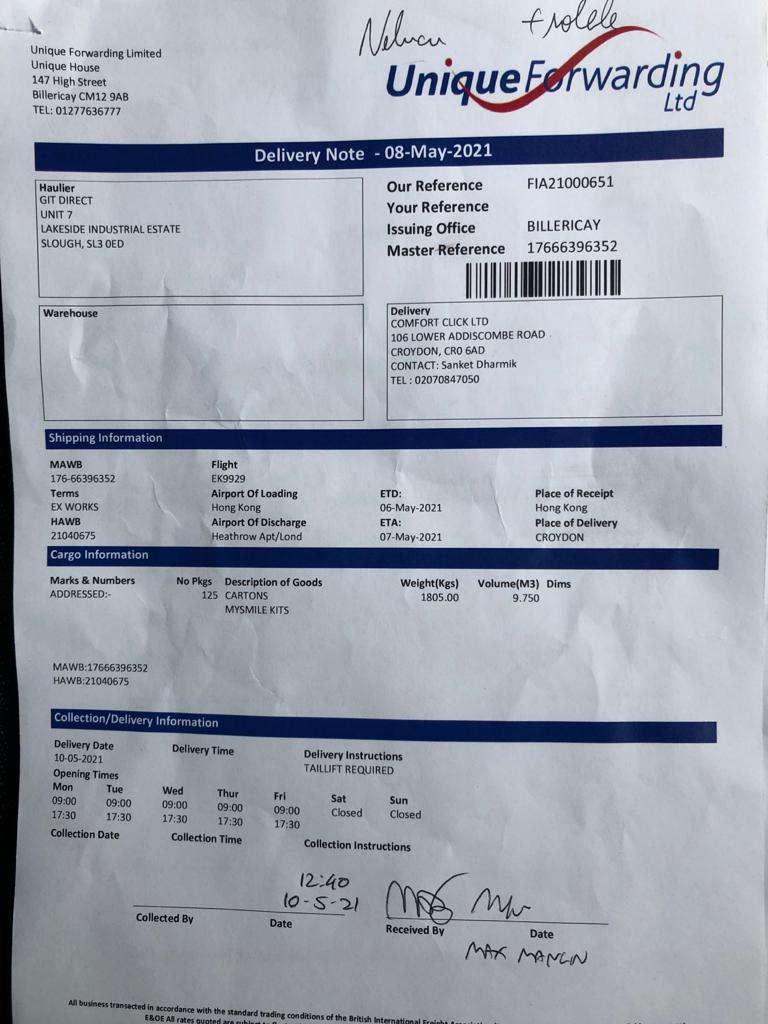 Unique Forwarding Limited
Unique House
147 High Street
Billericay CM12 9AB
TEL: 01277636777
Unique Forwarding
Ltd
Delivery Note - 08-May-2021
Haulier
GIT DIRECT
UNIT 7
LAKESIDE INDUSTRIAL ESTATE
SLOUGH, SL3 0ED
Our Reference FIA21000651
Your Reference
Issuing Office BILLERICAY
Master Reference 17666396352
Warehouse
Delivery
COMFORT CLICK LTD
106 LOWER ADDISCOMBE ROAD
CROYDON, CR0 6AD
CONTACT: Sanket Dharmik
TEL : 02070847050
Shipping Information
MAWB Flight
176-66396352 EK9929
Terms Airport Of Loading ETD: Place of Receipt
EX WORKS Hong Kong 06-May-2021 Hong Kong
HAWB Airport Of Discharge ETA: Place of Delivery
21040675 Heathrow Apt/Lond 07-May-2021 CROYDON
Cargo Information
Marks & Numbers No Pkgs Description of Goods Weight(Kgs) Volume(M3) Dims
ADDRESSED:- 125 CARTONS 1805.00 9.750
MYSMILE KITS
MAWB:17666396352
HAWB:21040675
Collection/Delivery Information
Delivery Date Delivery Time Delivery Instructions
10-05-2021 TAILLIFT REQUIRED
Opening Times
Mon Tue Wed Thur Fri Sat Sun
09:00 09:00 09:00 09:00 09:00 Closed Closed
17:30 17:30 17:30 17:30 17:30
Collection Date Collection Time Collection Instructions
12:40
10-5-21
Collected By Date Received By Date
MAX
All business transacted in accordance with the standard trading conditions of the British International Freight
E&OE All rates quoted are subject to